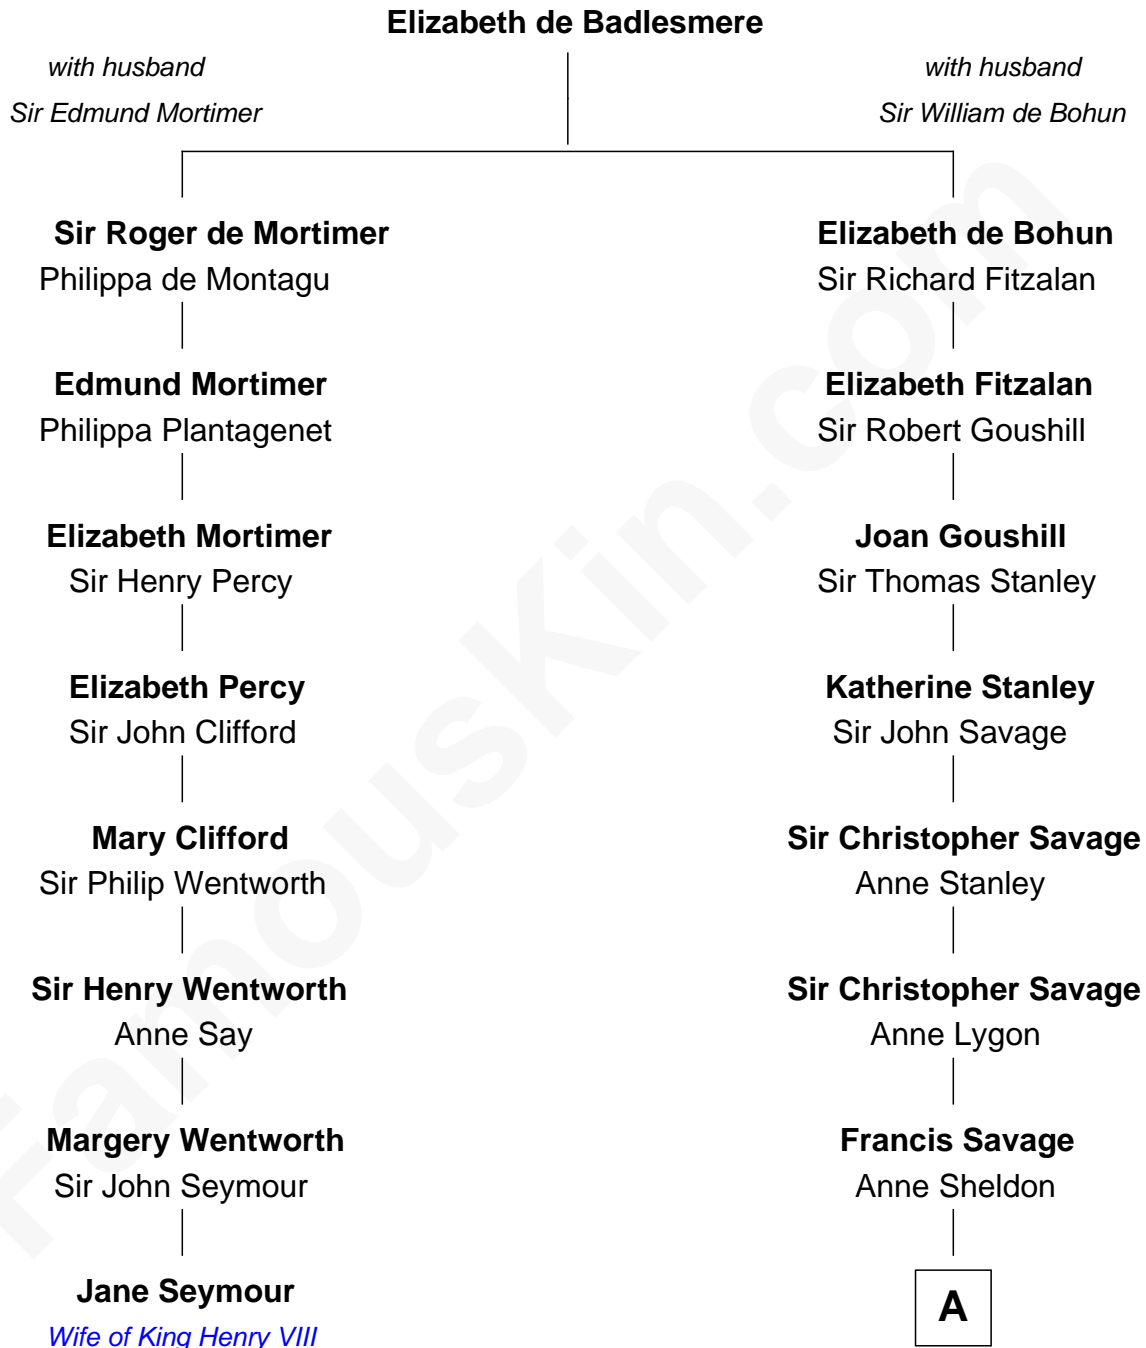 Elizabeth de Badlesmere
with husband
Sir Edmund Mortimer
with husband
Sir William de Bohun
Sir Roger de Mortimer
Philippa de Montagu
Elizabeth de Bohun
Sir Richard Fitzalan
Edmund Mortimer
Philippa Plantagenet
Elizabeth Fitzalan
Sir Robert Goushill
Elizabeth Mortimer
Sir Henry Percy
Joan Goushill
Sir Thomas Stanley
Elizabeth Percy
Sir John Clifford
Katherine Stanley
Sir John Savage
Mary Clifford
Sir Philip Wentworth
Sir Christopher Savage
Anne Stanley
Sir Henry Wentworth
Anne Say
Sir Christopher Savage
Anne Lygon
Margery Wentworth
Sir John Seymour
Francis Savage
Anne Sheldon
Jane Seymour
Wife of King Henry VIII
A
FamousKin.com